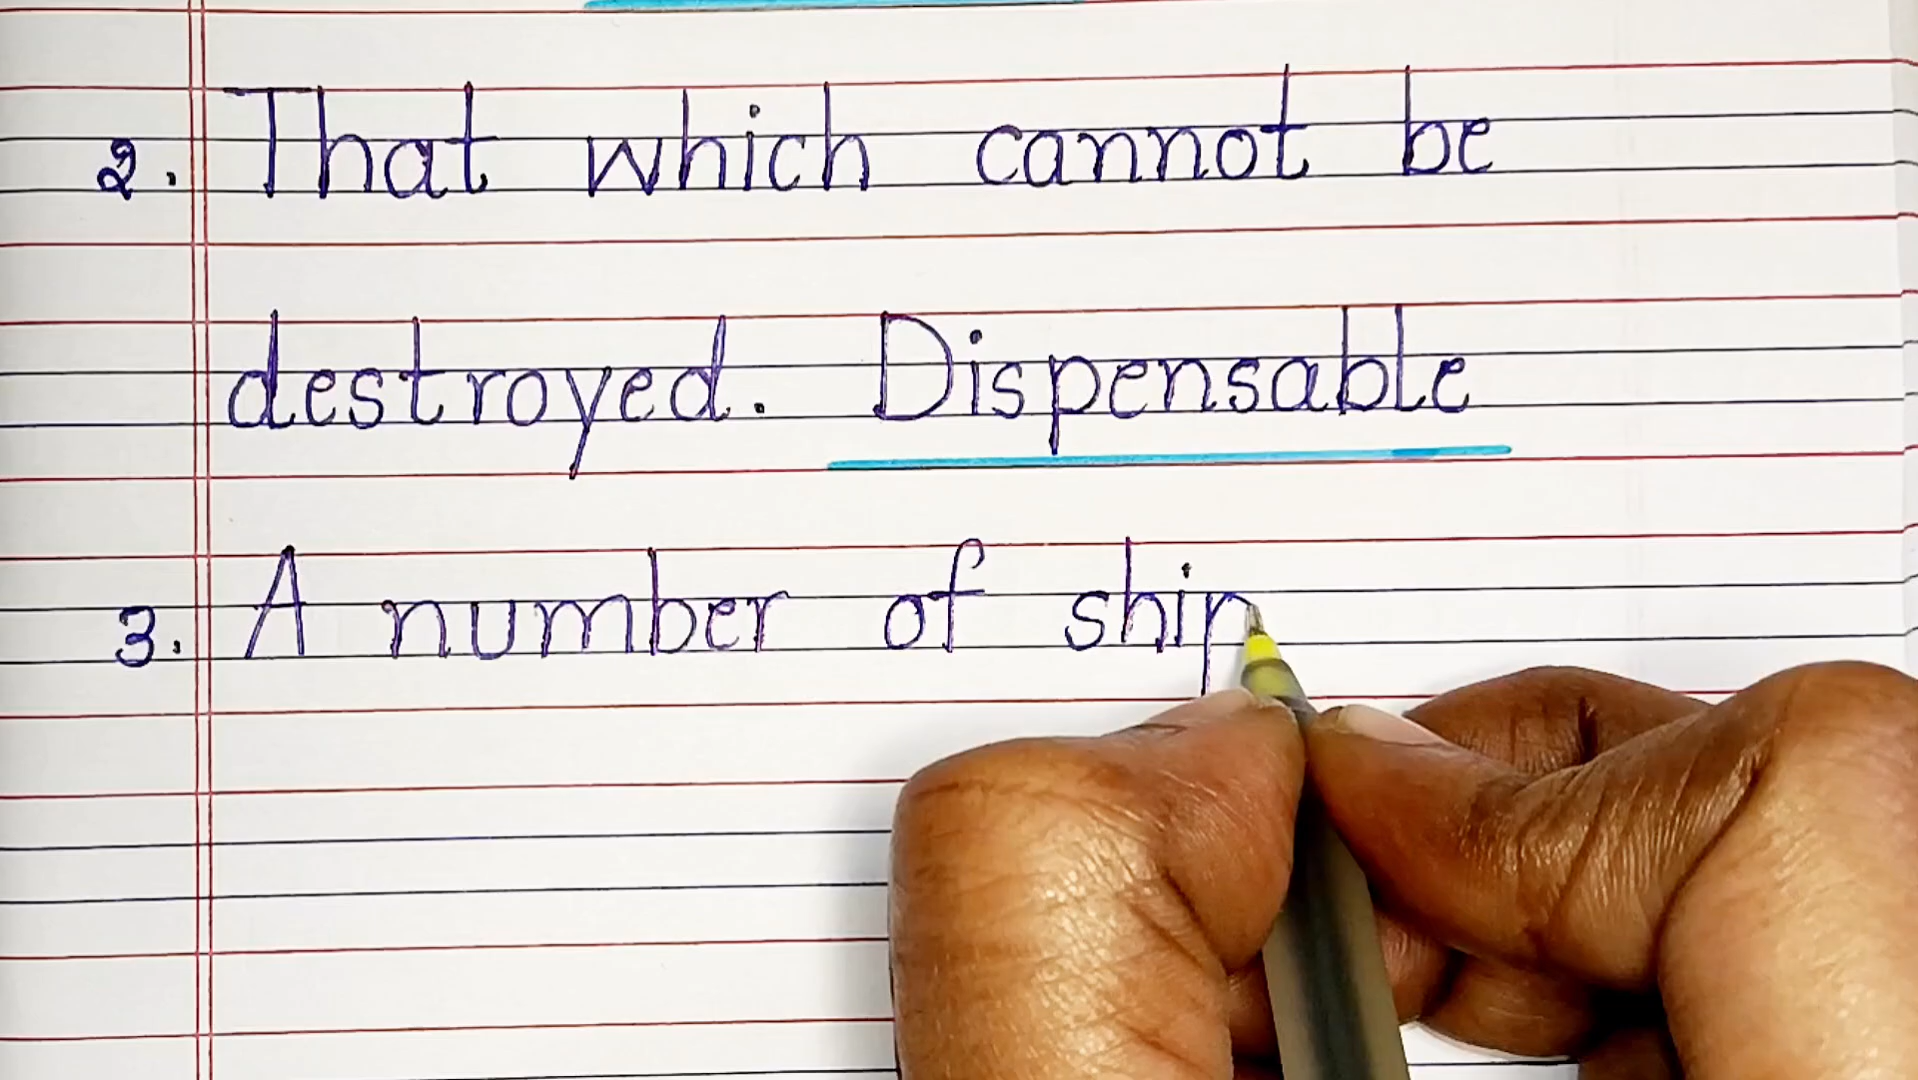 2. That which cannot be
destroyed. Dispensable
3. A number of ship